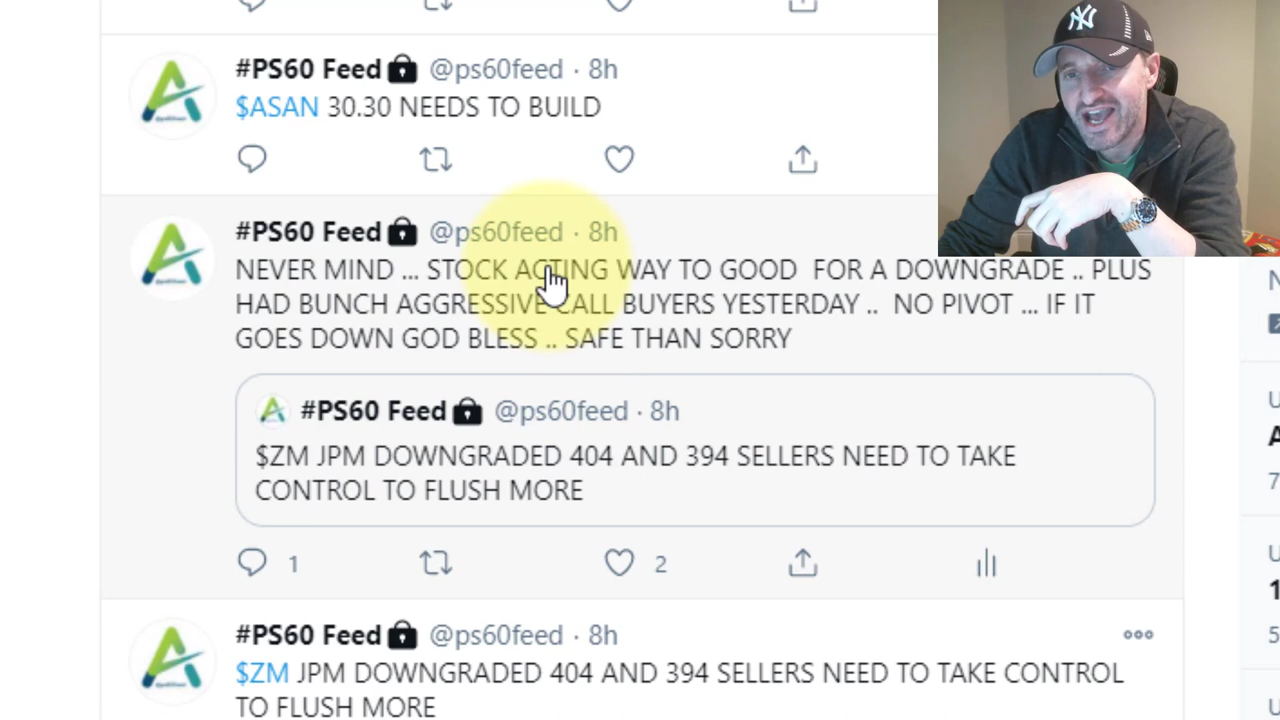 #PS60 Feed @ps60feed · 8h
$ASAN 30.30 NEEDS TO BUILD
#PS60 Feed @ps60feed · 8h
NEVER MIND ... STOCK ACTING WAY TO GOOD FOR A DOWNGRADE .. PLUS
HAD BUNCH AGGRESSIVE CALL BUYERS YESTERDAY .. NO PIVOT ... IF IT
GOES DOWN GOD BLESS .. SAFE THAN SORRY
#PS60 Feed @ps60feed · 8h
$ZM JPM DOWNGRADED 404 AND 394 SELLERS NEED TO TAKE
CONTROL TO FLUSH MORE
1 2
#PS60 Feed @ps60feed · 8h
$ZM JPM DOWNGRADED 404 AND 394 SELLERS NEED TO TAKE CONTROL
TO FLUSH MORE
NY